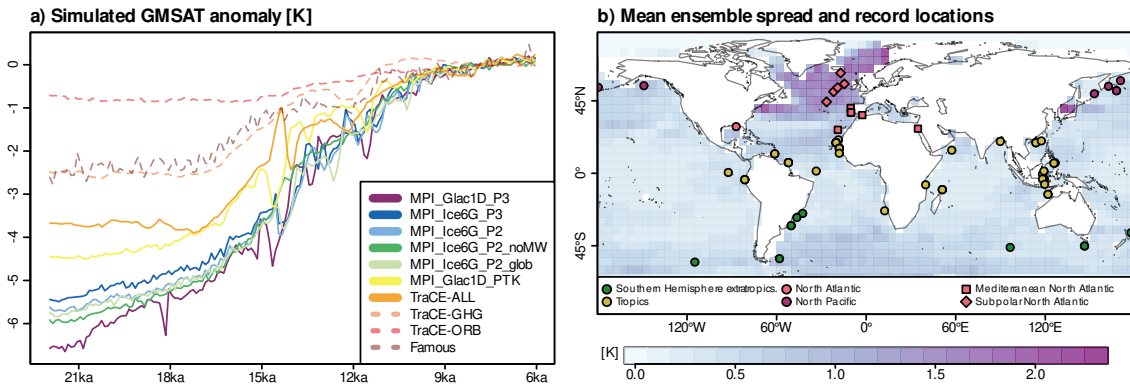 a) Simulated GMSAT anomaly [K]
0
-1
-2
-3
-4
-5
-6
MPI_Glac1D_P3
MPI_Ice6G_P3
MPI_Ice6G_P2
MPI_Ice6G_P2_noMW
MPI_Ice6G_P2_glob
MPI_Glac1D_PTK
TraCE-ALL
TraCE-GHG
TraCE-ORB
Famous
21ka 18ka 15ka 12ka 9ka 6ka
b) Mean ensemble spread and record locations
45°N
0°
45°S
Southern Hemisphere extratropics. North Atlantic Mediterranean North Atlantic
Tropics North Pacific Subpolar North Atlantic
120°W 60°W 0° 60°E 120°E
[K]
0.0 0.5 1.0 1.5 2.0